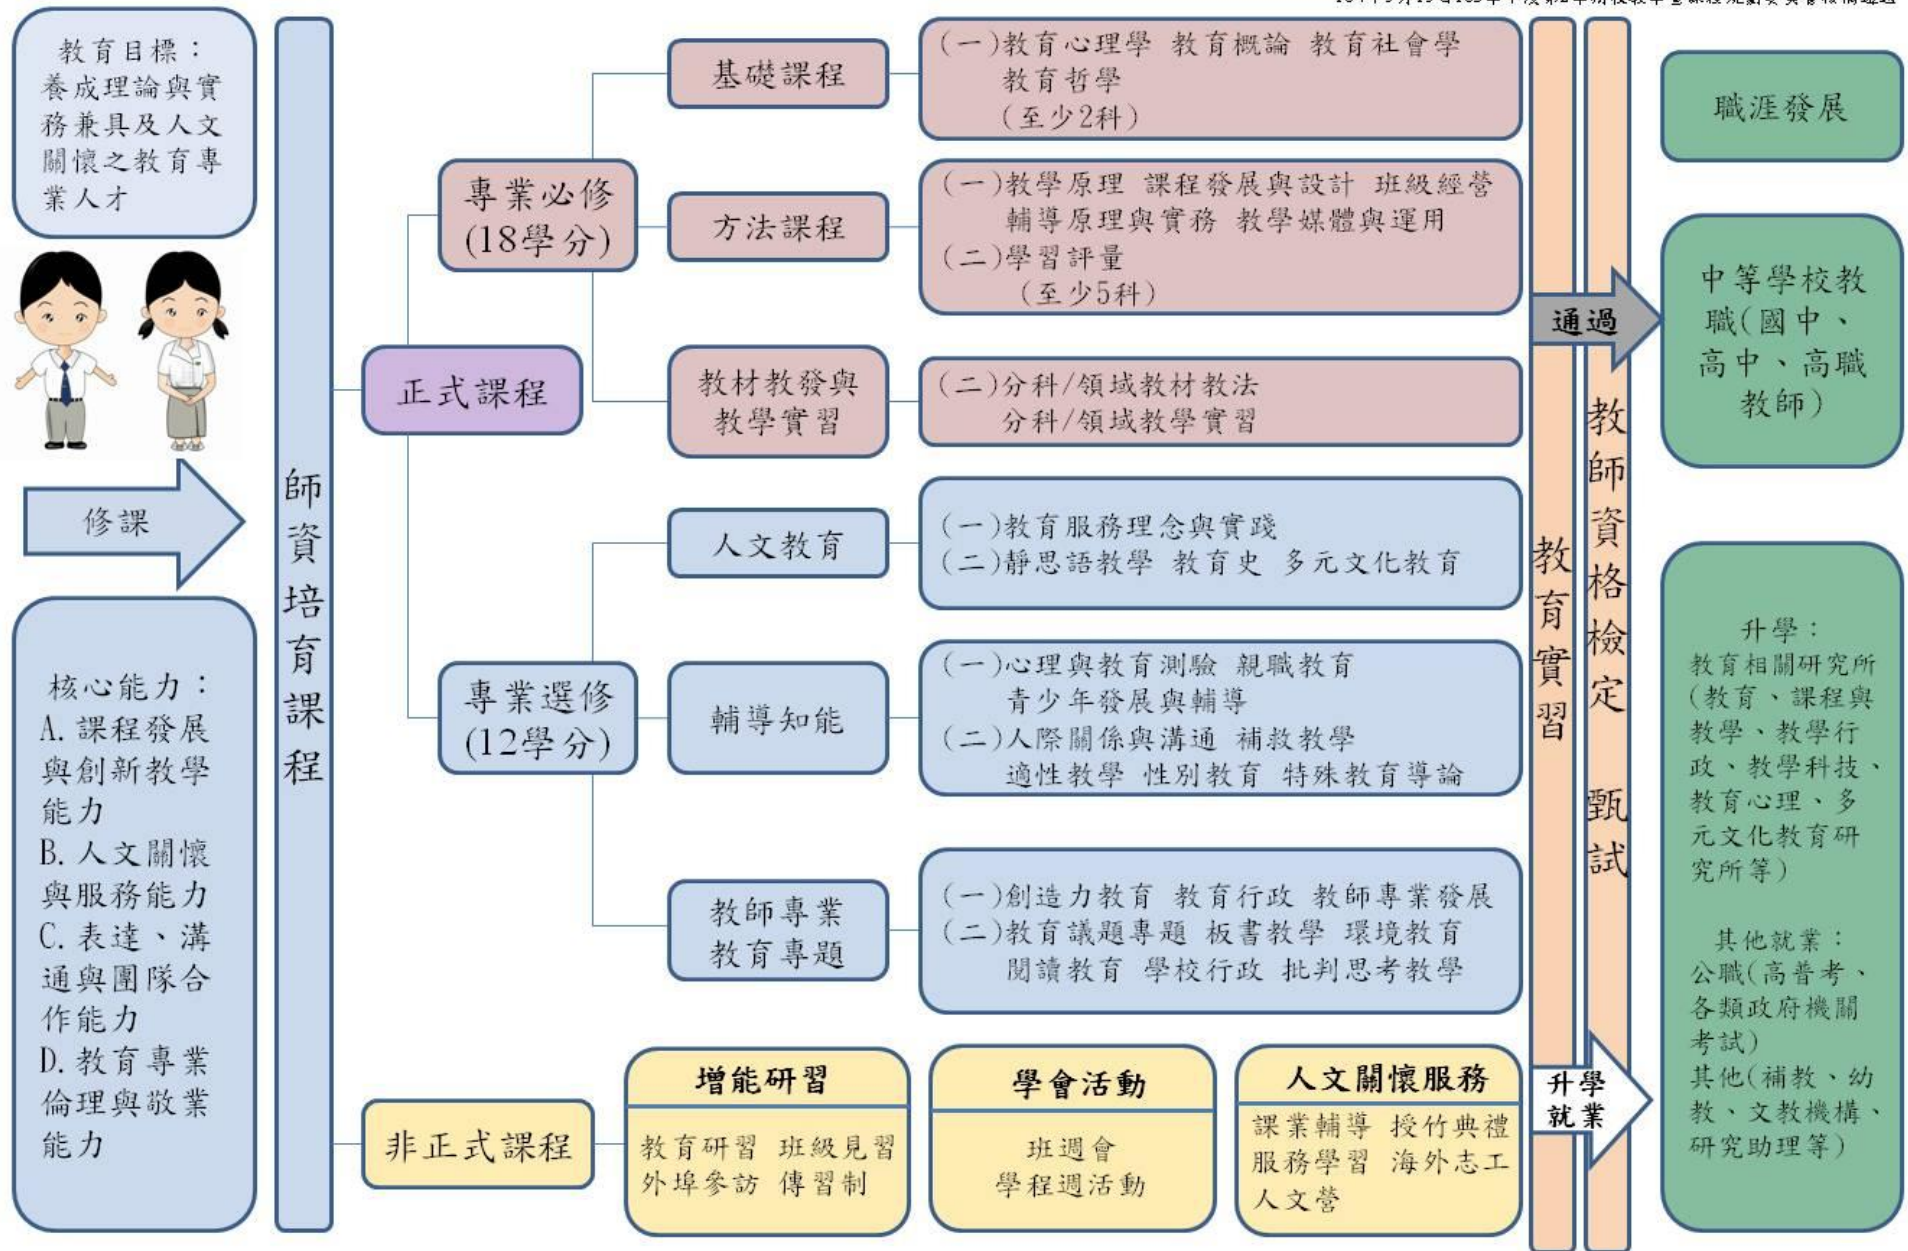 教育目標：
養成理論與實
務兼具及人文
關懷之教育專
業人才
修課
核心能力：
A.課程發展
與創新教學
能力
B.人文關懷
與服務能力
C.表達、溝
通與團隊合
作能力
D.教育專業
倫理與敬業
能力
師資培育課程
正式課程
專業必修
(18學分)
基礎課程
(一)教育心理學 教育概論 教育社會學
教育哲學
(至少2科)
方法課程
(一)教學原理 課程發展與設計 班級經營
輔導原理與實務 教學媒體與運用
(二)學習評量
(至少5科)
教材教發與
教學實習
(二)分科/領域教材教法
分科/領域教學實習
專業選修
(12學分)
人文教育
(一)教育服務理念與實踐
(二)靜思語教學 教育史 多元文化教育
輔導知能
(一)心理與教育測驗 親職教育
青少年發展與輔導
(二)人際關係與溝通 補救教學
適性教學 性別教育 特殊教育導論
教師專業
教育專題
(一)創造力教育 教育行政 教師專業發展
(二)教育議題專題 板書教學 環境教育
閱讀教育 學校行政 批判思考教學
非正式課程
增能研習
教育研習 班級見習
外埠參訪 傳習制
學會活動
班週會
學程週活動
人文關懷服務
課業輔導 授竹典禮
服務學習 海外志工
人文營
教育實習
教師資格檢定 甄試
通過
升學
就業
職涯發展
中等學校教
職(國中、
高中、高職
教師)
升學：
教育相關研究所
(教育、課程與
教學、教學行
政、教學科技、
教育心理、多
元文化教育研
究所等)
其他就業：
公職(高普考、
各類政府機關
考試)
其他(補教、幼
教、文教機構、
研究助理等)